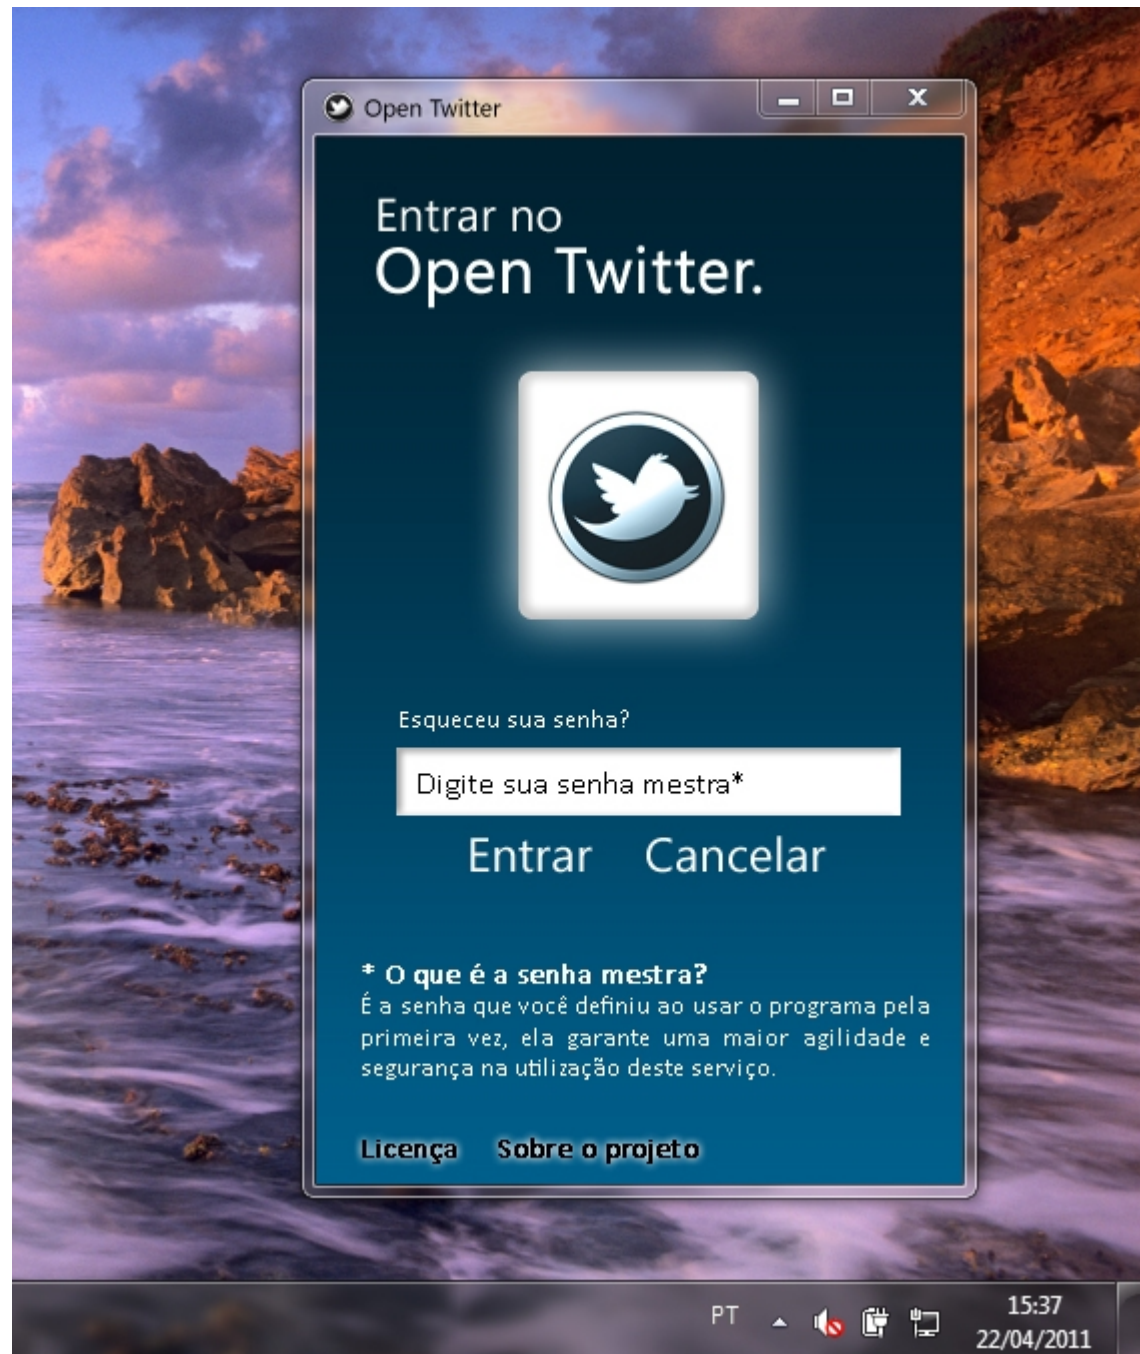 Open Twitter
Entrar no
Open Twitter.
Esqueceu sua senha?
Digite sua senha mestra*
Entrar Cancelar
* O que é a senha mestra?
É a senha que você definiu ao usar o programa pela
primeira vez, ela garante uma maior agilidade e
segurança na utilização deste serviço.
Licença Sobre o projeto
PT
15:37
22/04/2011